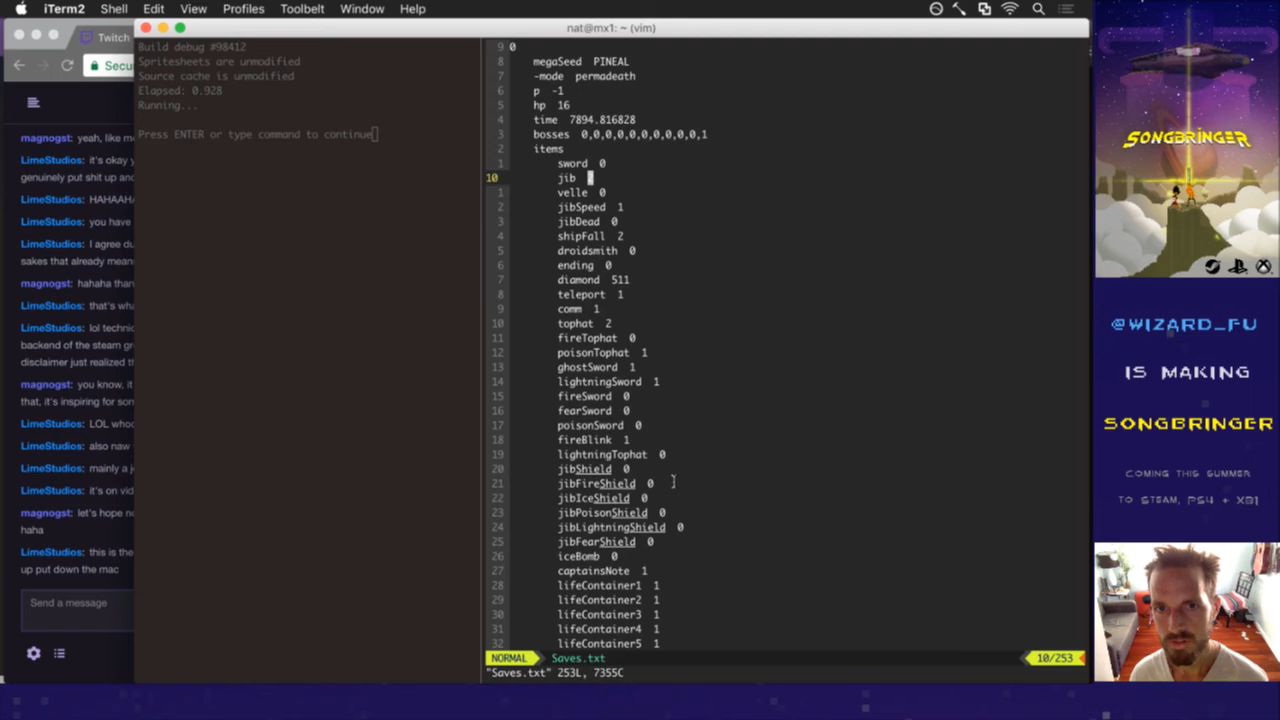 iTerm2 Shell Edit View Profiles Toolbelt Window Help
nat@mx1: ~ (vim)
Twitch
Secu
magnogst: yeah, like me
LimeStudios: it's okay y
genuinely put shit up and
LimeStudios: HAHAAHA
LimeStudios: you have
LimeStudios: I agree du
sakes that already mean
magnogst: hahaha than
LimeStudios: that's wha
LimeStudios: lol technic
backend of the steam gre
disclaimer just realized th
magnogst: you know, it
that, it's inspiring for son
LimeStudios: LOL whoo
LimeStudios: also naw
LimeStudios: mainly a jo
LimeStudios: it's on vid
magnogst: let's hope no
haha
LimeStudios: this is the
up put down the mac
Send a message
Build debug #98412
Spritesheets are unmodified
Source cache is unmodified
Elapsed: 0.928
Running...
Press ENTER or type command to continue
9 0
8 megaSeed PINEAL
7 -mode permadeath
6 p -1
5 hp 16
4 time 7894.816828
3 bosses 0,0,0,0,0,0,0,0,0,0,1
2 items
1 sword 0
10 jib
1 velle 0
2 jibSpeed 1
3 jibDead 0
4 shipFall 2
5 droidsmith 0
6 ending 0
7 diamond 511
8 teleport 1
9 comm 1
10 tophat 2
11 fireTophat 0
12 poisonTophat 1
13 ghostSword 1
14 lightningSword 1
15 fireSword 0
16 fearSword 0
17 poisonSword 0
18 fireBlink 1
19 lightningTophat 0
20 jibShield 0
21 jibFireShield 0
22 jibIceShield 0
23 jibPoisonShield 0
24 jibLightningShield 0
25 jibFearShield 0
26 iceBomb 0
27 captainsNote 1
28 lifeContainer1 1
29 lifeContainer2 1
30 lifeContainer3 1
31 lifeContainer4 1
32 lifeContainer5 1
NORMAL Saves.txt 10/253
"Saves.txt" 253L, 7355C
SONGBRINGER
@WIZARD_FU
IS MAKING
SONGBRINGER
COMING THIS SUMMER
TO STEAM, PS4 + XB1